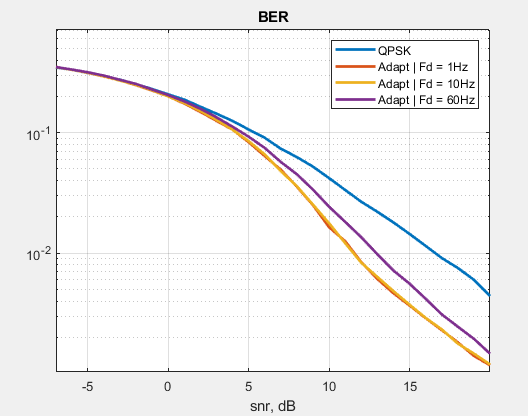 BER
QPSK
Adapt | Fd = 1Hz
Adapt | Fd = 10Hz
Adapt | Fd = 60Hz
10-1
10-2
-5 0 5 10 15
snr, dB